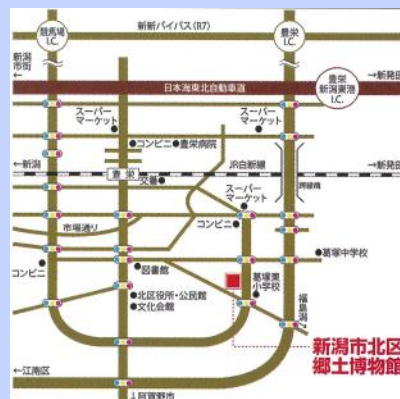 新新バイパス(R7)
競馬場
I.C.
豊栄
I.C.
新潟
市街
←
日本海東北自動車道
豊栄
新潟東港
I.C.
→新発田
スーパー
マーケット
スーパー
マーケット
コンビニ
豊栄病院
←新潟
JR白新線
→新発田
豊栄
交番
跨線橋
スーパー
マーケット
市場通り
コンビニ
コンビニ
図書館
葛塚中学校
北区役所・公民館
文化会館
葛塚東
小学校
福島潟
新潟市北区
郷土博物館
←江南区
↓阿賀野市